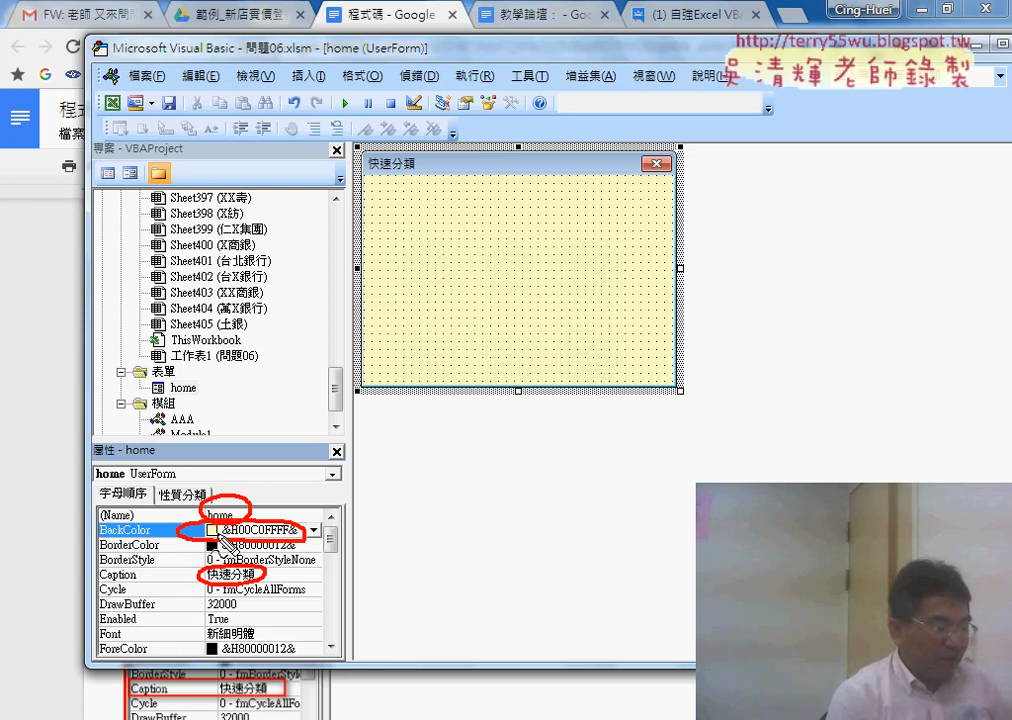 FW: 老師 又來問
範例_新店實價登
程式碼 - Google
教學論壇： - Goo
(1) 自強Excel VBA
Cing-Huei
Microsoft Visual Basic - 問題06.xlsm - [home (UserForm)]
http://terry55wu.blogspot.tw
吳清輝老師錄製
檔案(F) 編輯(E) 檢視(V) 插入(I) 格式(O) 偵錯(D) 執行(R) 工具(T) 增益集(A) 視窗(W) 說明(H)
程式
檔案
專案 - VBAProject
快速分類
Sheet397 (XX壽)
Sheet398 (X紡)
Sheet399 (仁X集團)
Sheet400 (X商銀)
Sheet401 (台北銀行)
Sheet402 (台X銀行)
Sheet403 (XX商銀)
Sheet404 (萬X銀行)
Sheet405 (土銀)
ThisWorkbook
工作表1 (問題06)
表單
home
模組
AAA
Module1
屬性 - home
home UserForm
字母順序 性質分類
(Name) home
BackColor &H00C0FFFF&
BorderColor &H80000012&
BorderStyle 0 - fmBorderStyleNone
Caption 快速分類
Cycle 0 - fmCycleAllForms
DrawBuffer 32000
Enabled True
Font 新細明體
ForeColor &H80000012&
BorderStyle 0 - fmBorderStyle
Caption 快速分類
Cycle 0 - fmCycleAllFo
DrawBuffer 32000